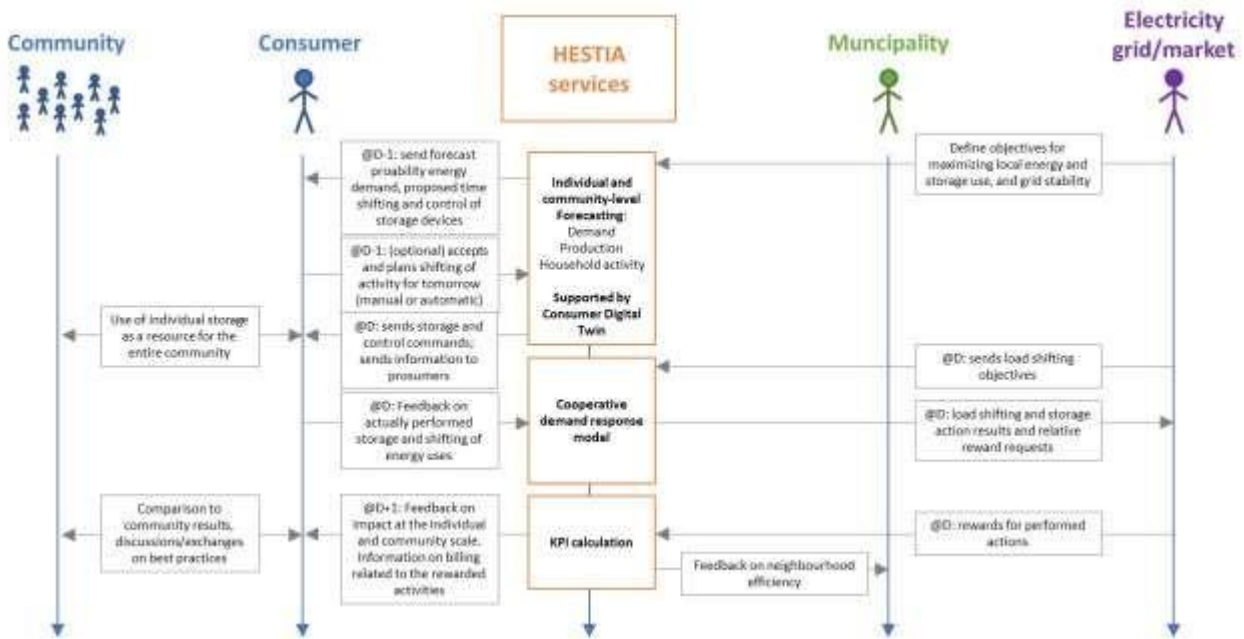 Community
Consumer
HESTIA
services
Muncipality
Electricity
grid/market
@D-1: send forecast
proability energy
demand, proposed time
shifting and control of
storage devices
Individual and
community-level
Forecasting:
Demand
Production
Household activity
Supported by
Consumer Digital
Twin
Define objectives for
maximizing local energy and
storage use, and grid stability
@D-1: (optional) accepts
and plans shifting of
activity for tomorrow
(manual or automatic)
Use of individual storage
as a resource for the
entire community
@D: sends storage and
control commands;
sends information to
prosumers
@D: sends load shifting
objectives
@D: Feedback on
actually performed
storage and shifting of
energy uses
Cooperative
demand response
model
@D: load shifting and storage
action results and relative
reward requests
Comparison to
community results,
discussions/exchanges
on best practices
@D+1: Feedback on
impact at the individual
and community scale.
Information on billing
related to the rewarded
activities
KPI calculation
@D: rewards for performed
actions
Feedback on neighbourhood
efficiency